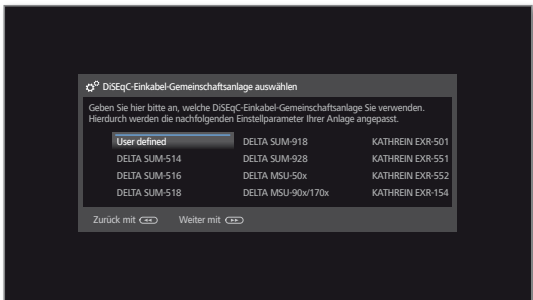 DiSEqC-Einkabel-Gemeinschaftsanlage auswählen
Geben Sie hier bitte an, welche DiSEqC-Einkabel-Gemeinschaftsanlage Sie verwenden.
Hierdurch werden die nachfolgenden Einstellparameter Ihrer Anlage angepasst.
User defined DELTA SUM-918 KATHREIN EXR-501
DELTA SUM-514 DELTA SUM-928 KATHREIN EXR-551
DELTA SUM-516 DELTA MSU-50x KATHREIN EXR-552
DELTA SUM-518 DELTA MSU-90x/170x KATHREIN EXR-154
Zurück mit Weiter mit